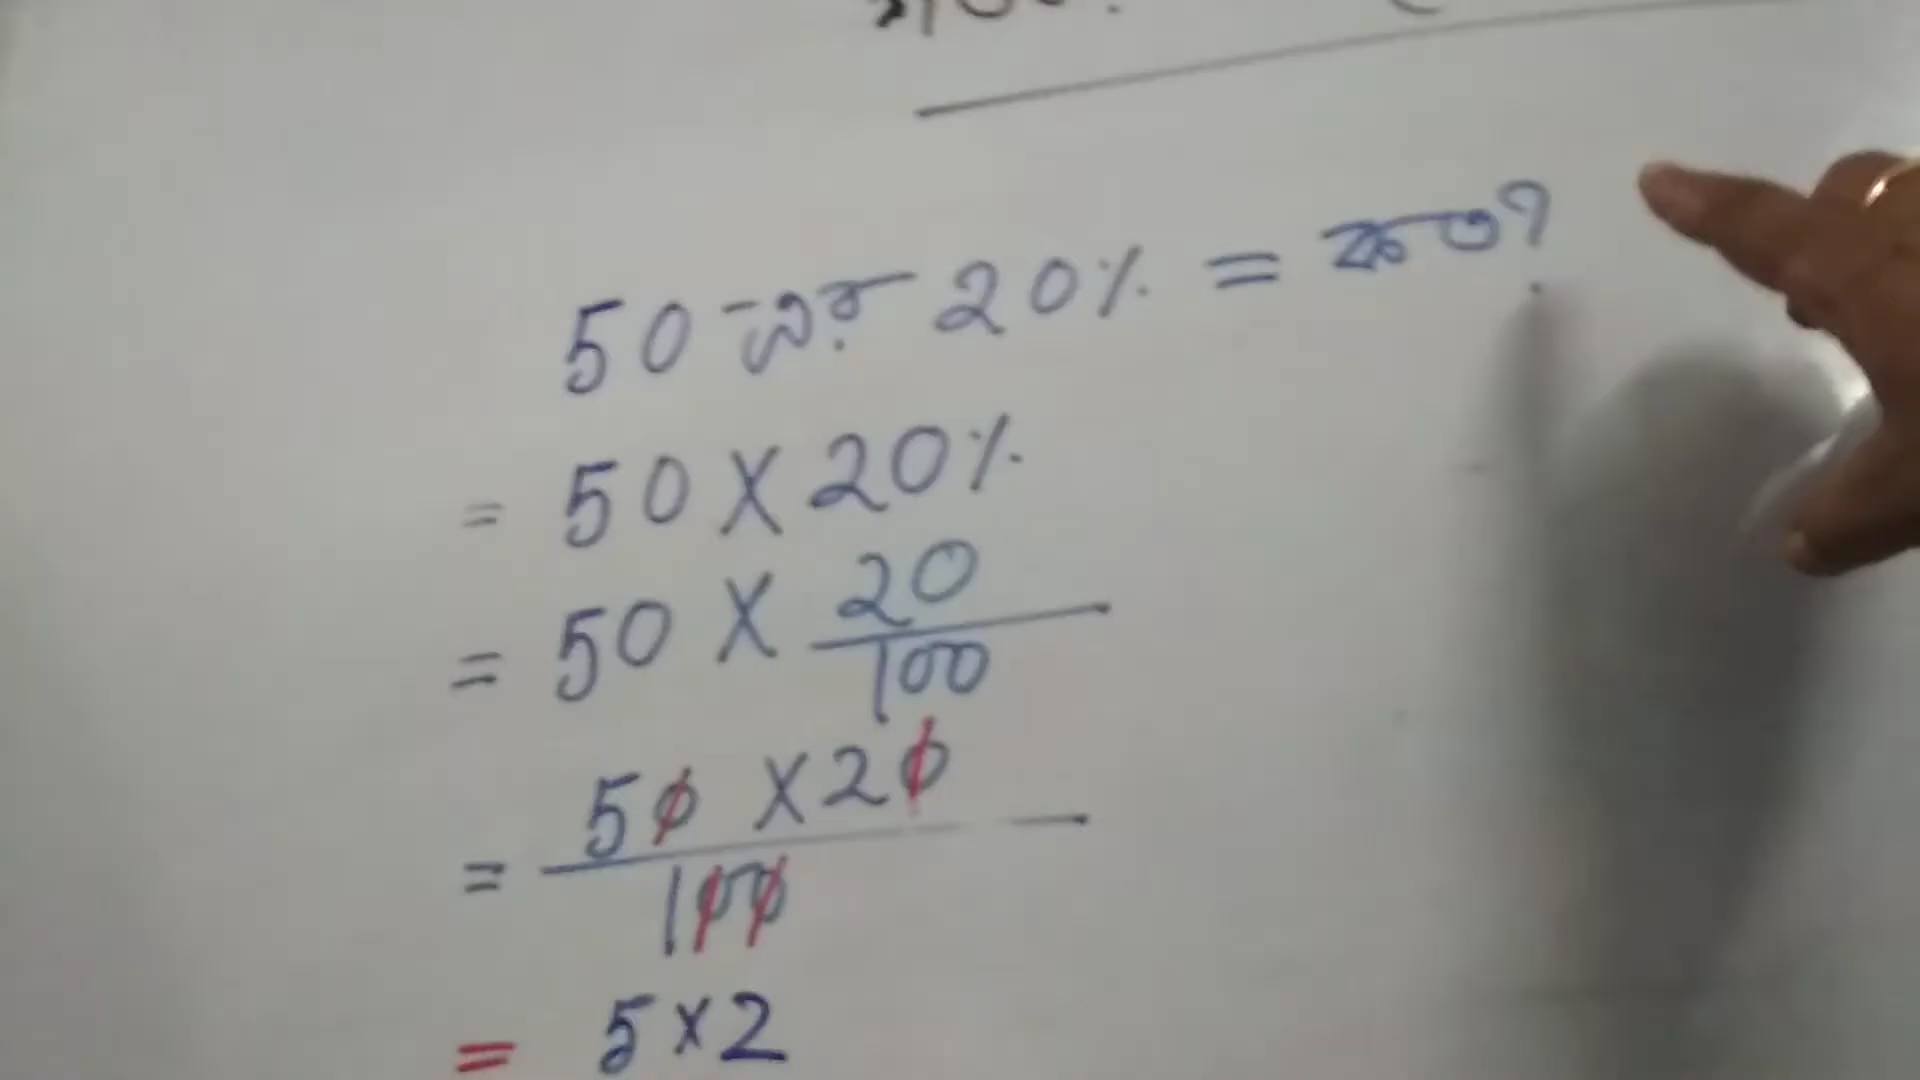 50 এর 20% = কত?
= 50 X 20%
= 50 X 20/100
= 50 X 20 / 100
= 5 x 2